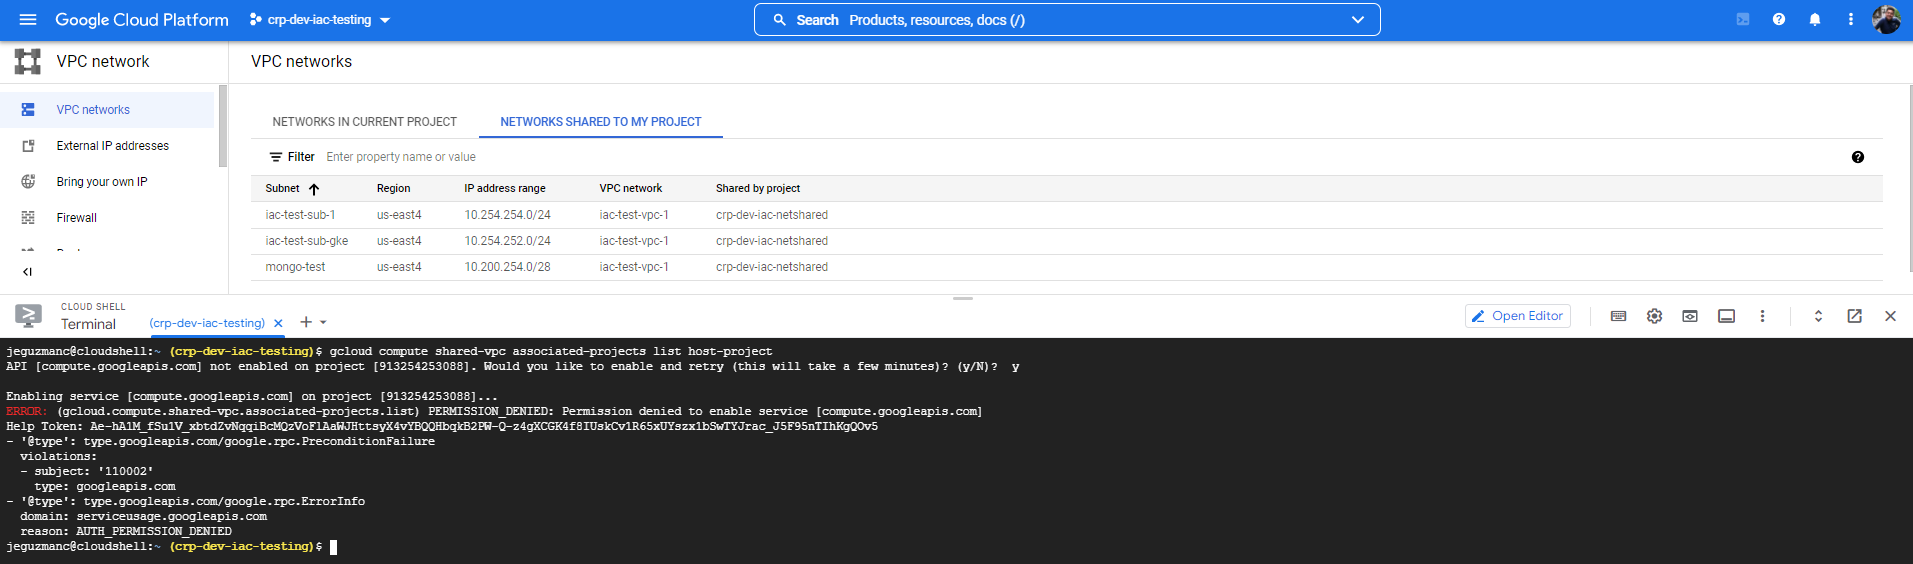 Google Cloud Platform
crp-dev-iac-testing
Search Products, resources, docs (/)
VPC network
VPC networks
VPC networks
External IP addresses
Bring your own IP
Firewall
NETWORKS IN CURRENT PROJECT NETWORKS SHARED TO MY PROJECT
Filter Enter property name or value
Subnet Region IP address range VPC network Shared by project
iac-test-sub-1 us-east4 10.254.254.0/24 iac-test-vpc-1 crp-dev-iac-netshared
iac-test-sub-gke us-east4 10.254.252.0/24 iac-test-vpc-1 crp-dev-iac-netshared
mongo-test us-east4 10.200.254.0/28 iac-test-vpc-1 crp-dev-iac-netshared
CLOUD SHELL
Terminal
(crp-dev-iac-testing)
Open Editor
jeguzmanc@cloudshell:~ (crp-dev-iac-testing)$ gcloud compute shared-vpc associated-projects list host-project
API [compute.googleapis.com] not enabled on project [913254253088]. Would you like to enable and retry (this will take a few minutes)? (y/N)? y
Enabling service [compute.googleapis.com] on project [913254253088]...
ERROR: (gcloud.compute.shared-vpc.associated-projects.list) PERMISSION_DENIED: Permission denied to enable service [compute.googleapis.com]
Help Token: Ae-hA1M_fSu1V_xbtdZvNqqiBcMQzVoFlAaWJHttsyX4vYBQQHbqkB2PW-Q-z4gXCGK4f8IUskCv1R65xUYszx1bSwTYJrac_J5F95nTIhKgQOv5
- '@type': type.googleapis.com/google.rpc.PreconditionFailure
violations:
- subject: '110002'
type: googleapis.com
- '@type': type.googleapis.com/google.rpc.ErrorInfo
domain: serviceusage.googleapis.com
reason: AUTH_PERMISSION_DENIED
jeguzmanc@cloudshell:~ (crp-dev-iac-testing)$